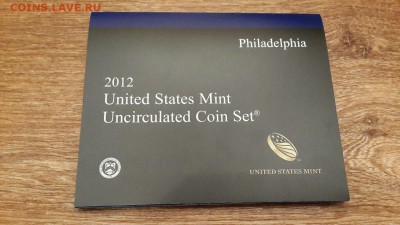 COINS.LAVE.RU
Philadelphia
2012
United States Mint
Uncirculated Coin Set®
UNITED STATES MINT